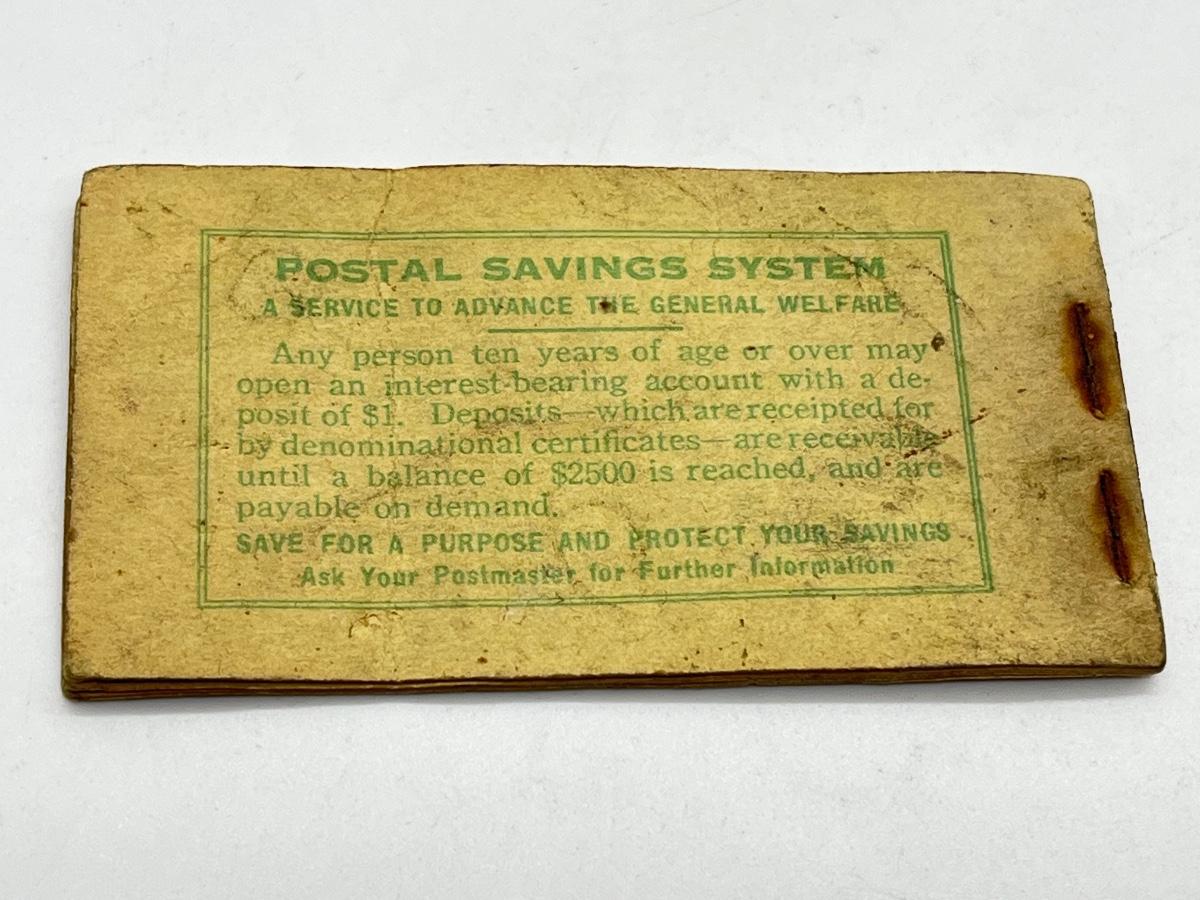 POSTAL SAVINGS SYSTEM
A SERVICE TO ADVANCE THE GENERAL WELFARE
Any person ten years of age or over may
open an interest-bearing account with a de-
posit of $1. Deposits—which are receipted for
by denominational certificates—are receivable
until a balance of $2500 is reached, and are
payable on demand.
SAVE FOR A PURPOSE AND PROTECT YOUR SAVINGS
Ask Your Postmaster for Further Information